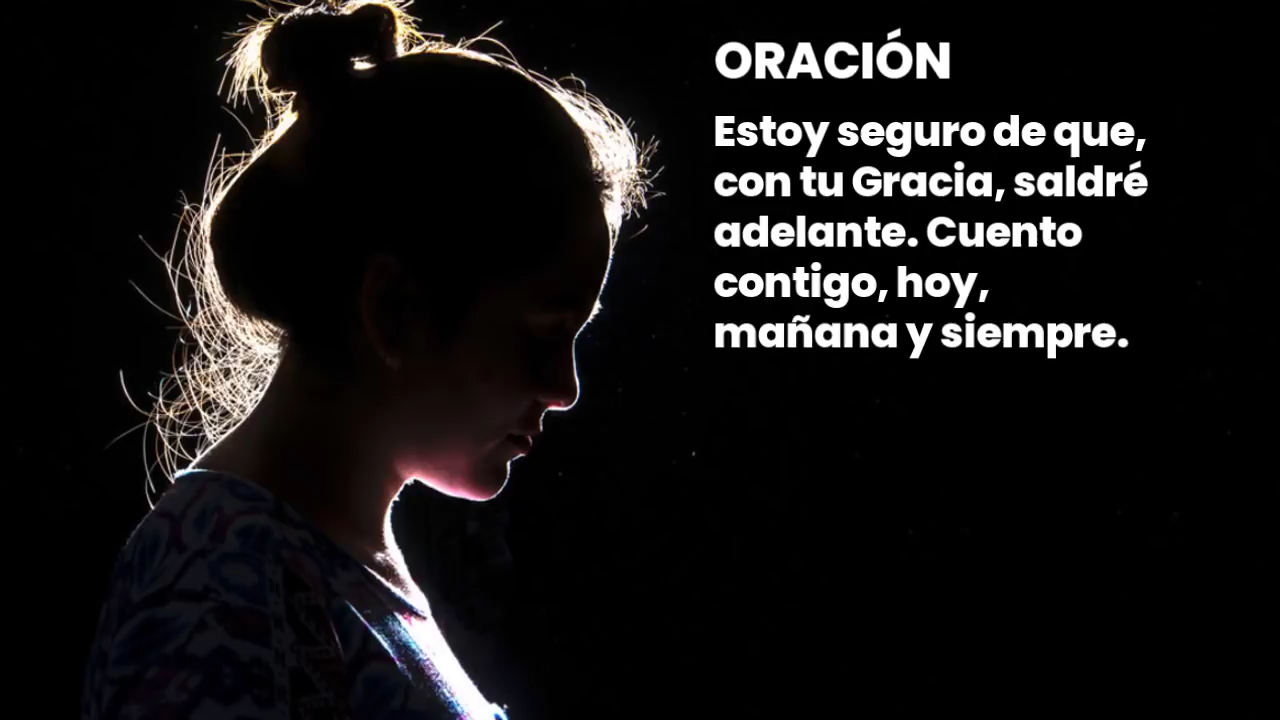 ORACIÓN
Estoy seguro de que,
con tu Gracia, saldré
adelante. Cuento
contigo, hoy,
mañana y siempre.